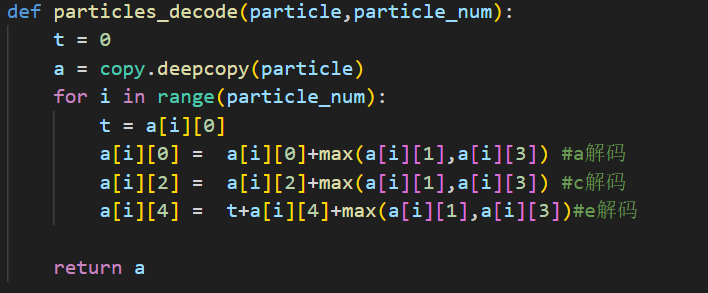 def particles_decode(particle,particle_num):
    t = 0
    a = copy.deepcopy(particle)
    for i in range(particle_num):
        t = a[i][0]
        a[i][0] =  a[i][0]+max(a[i][1],a[i][3]) #a解码
        a[i][2] =  a[i][2]+max(a[i][1],a[i][3]) #c解码
        a[i][4] =  t+a[i][4]+max(a[i][1],a[i][3])#e解码
    return a